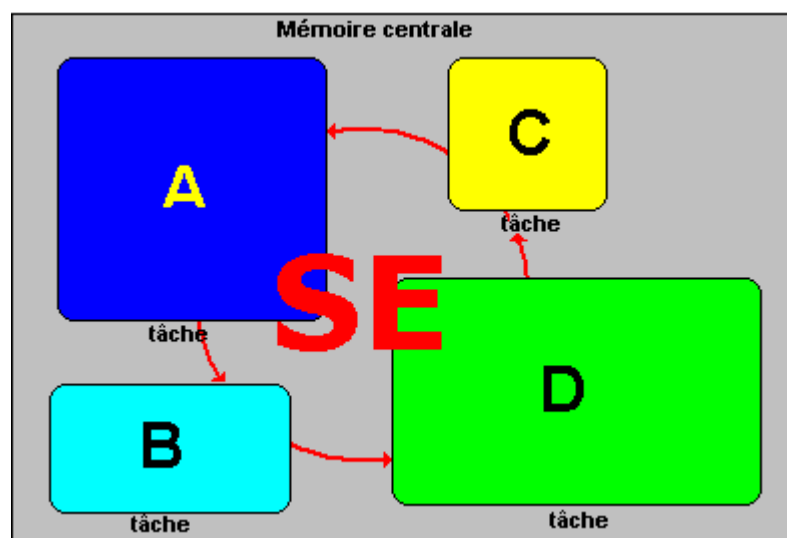 Mémoire centrale
A
C
tâche
SE
tâche
D
B
tâche
tâche